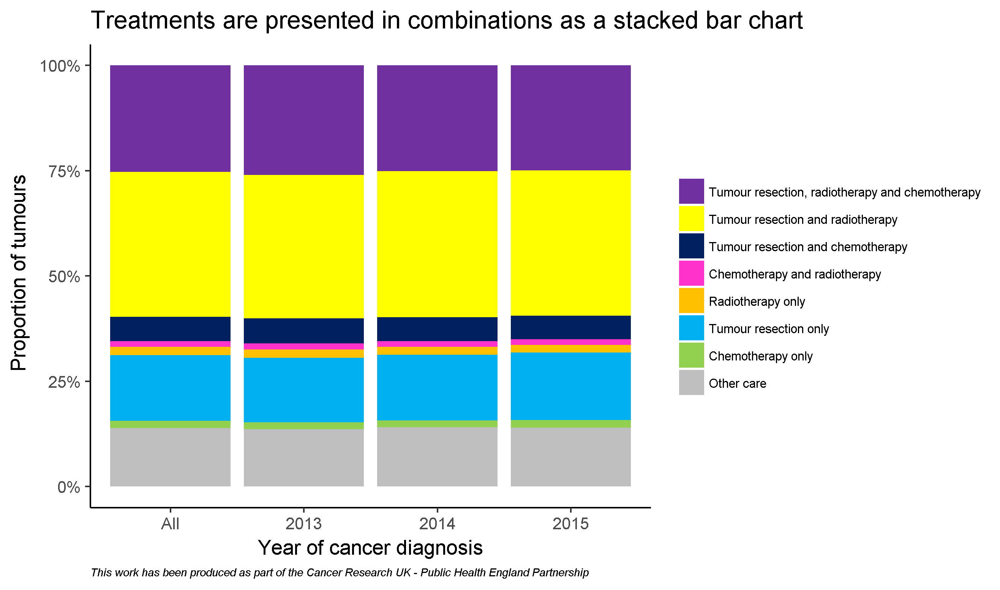 Treatments are presented in combinations as a stacked bar chart
Proportion of tumours
100%
75%
50%
25%
0%
All
2013
2014
2015
Year of cancer diagnosis
Tumour resection, radiotherapy and chemotherapy
Tumour resection and radiotherapy
Tumour resection and chemotherapy
Chemotherapy and radiotherapy
Radiotherapy only
Tumour resection only
Chemotherapy only
Other care
This work has been produced as part of the Cancer Research UK - Public Health England Partnership